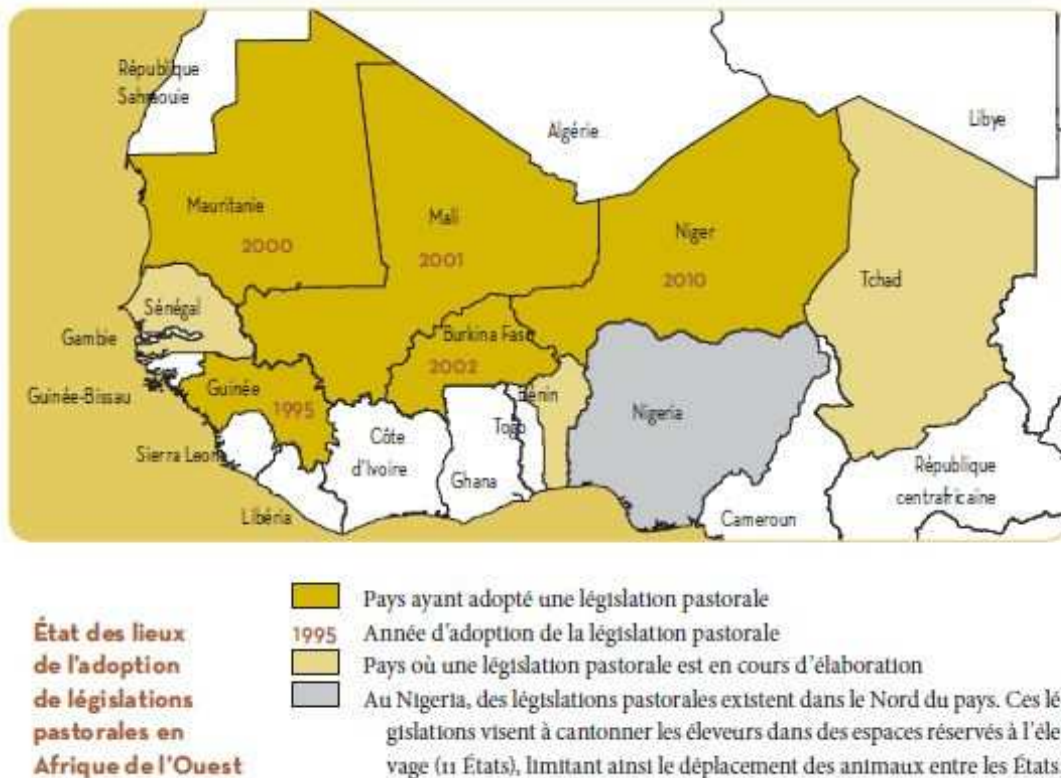 République
Sahraouie
Algérie
Libye
Mauritanie
2000
Mali
2001
Niger
2010
Tchad
Sénégal
Gambie
Burkina Faso
2002
Guinée-Bissau
Guinée
1995
Bénin
Togo
Nigeria
Côte
d'Ivoire
Ghana
Sierra Leon
Libéria
Cameroun
République
centrafricaine
État des lieux
de l'adoption
de législations
pastorales en
Afrique de l'Ouest
Pays ayant adopté une législation pastorale
1995 Année d'adoption de la législation pastorale
Pays où une législation pastorale est en cours d'élaboration
Au Nigeria, des législations pastorales existent dans le Nord du pays. Ces lé
gislations visent à cantonner les éleveurs dans des espaces réservés à l'éle
vage (11 États), limitant ainsi le déplacement des animaux entre les États